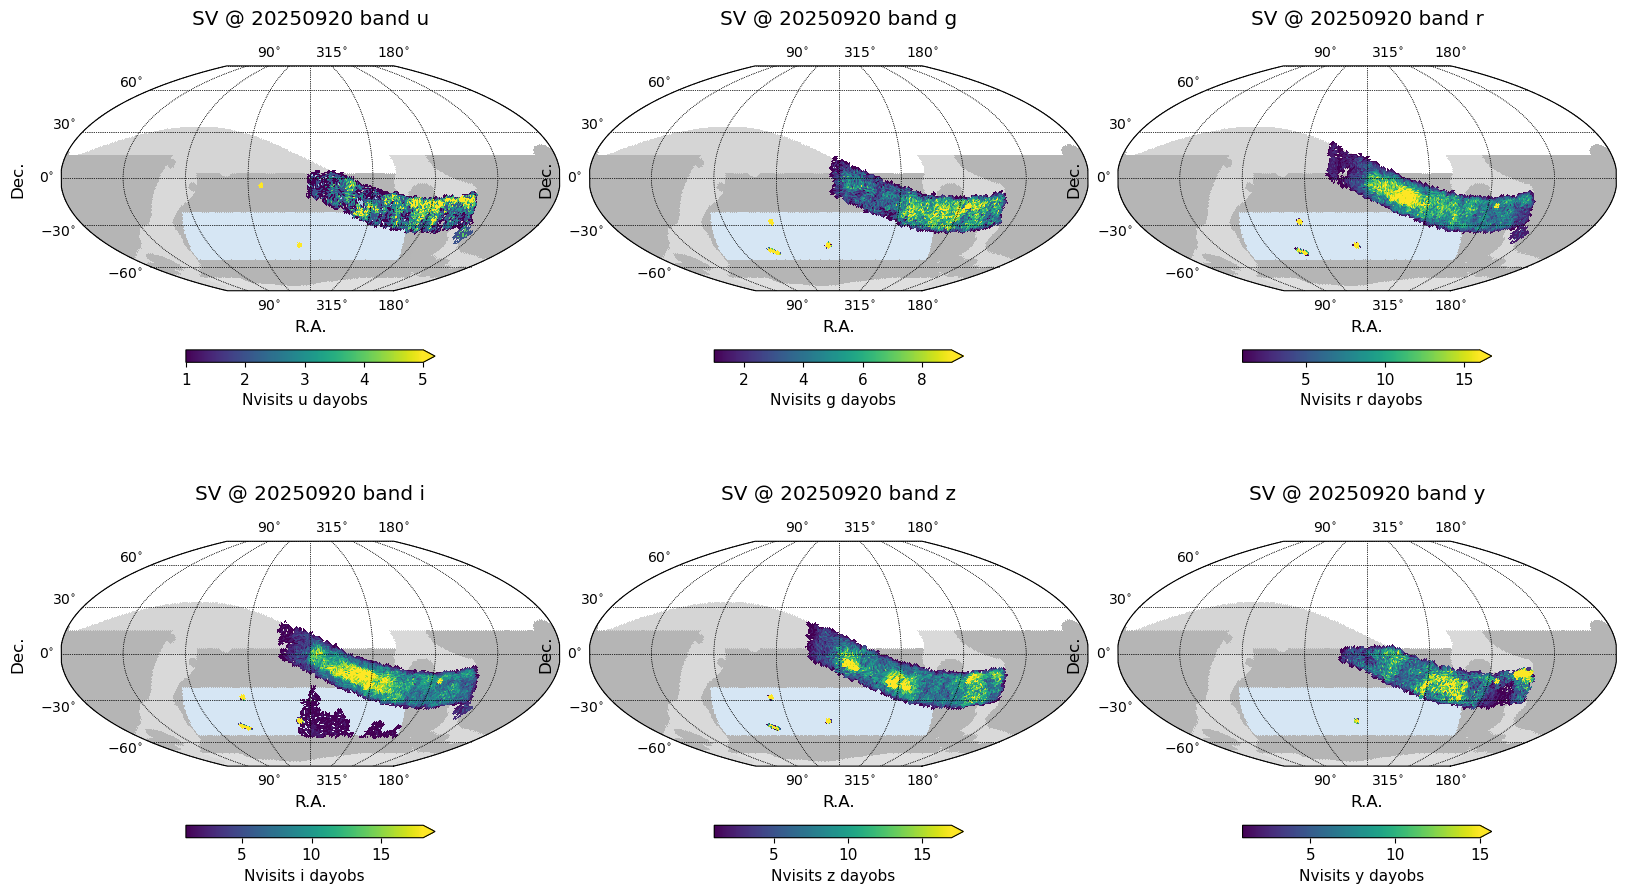 SV @ 20250920 band u
SV @ 20250920 band g
SV @ 20250920 band r
90° 315° 180°
90° 315° 180°
90° 315° 180°
60°
60°
60°
30°
30°
30°
Dec.
0°
Dec.
0°
Dec.
0°
−30°
−30°
−30°
−60°
−60°
−60°
90° 315° 180°
90° 315° 180°
90° 315° 180°
R.A.
R.A.
R.A.
1 2 3 4 5
2 4 6 8
5 10 15
Nvisits u dayobs
Nvisits g dayobs
Nvisits r dayobs
SV @ 20250920 band i
SV @ 20250920 band z
SV @ 20250920 band y
90° 315° 180°
90° 315° 180°
90° 315° 180°
60°
60°
60°
30°
30°
30°
Dec.
0°
Dec.
0°
Dec.
0°
−30°
−30°
−30°
−60°
−60°
−60°
90° 315° 180°
90° 315° 180°
90° 315° 180°
R.A.
R.A.
R.A.
5 10 15
5 10 15
5 10 15
Nvisits i dayobs
Nvisits z dayobs
Nvisits y dayobs